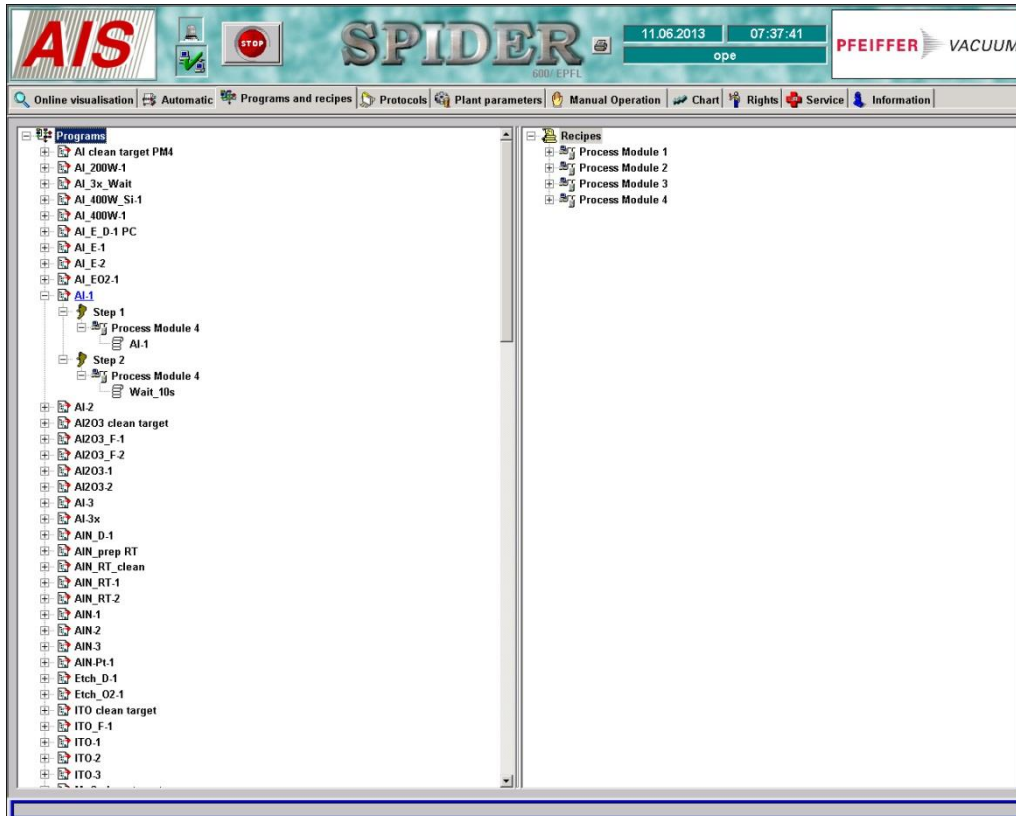 AIS
STOP
SPIDER
600/ EPFL
11.06.2013 07:37:41
ope
PFEIFFER VACUUM
Online visualisation Automatic Programs and recipes Protocols Plant parameters Manual Operation Chart Rights Service Information
Programs
Al clean target PM4
Al_200W-1
Al_3x_Wait
Al_400W_Si-1
Al_400W-1
Al_E_D-1 PC
Al_E-1
Al_E-2
Al_EO2-1
Al-1
Step 1
Process Module 4
Al-1
Step 2
Process Module 4
Wait_10s
Al-2
Al2O3 clean target
Al2O3_F-1
Al2O3_F-2
Al2O3-1
Al2O3-2
Al-3
Al-3x
AlN_D-1
AlN_prep RT
AlN_RT_clean
AlN_RT-1
AlN_RT-2
AlN-1
AlN-2
AlN-3
AlN-Pt-1
Etch_D-1
Etch_O2-1
ITO clean target
ITO_F-1
ITO-1
ITO-2
ITO-3
Recipes
Process Module 1
Process Module 2
Process Module 3
Process Module 4